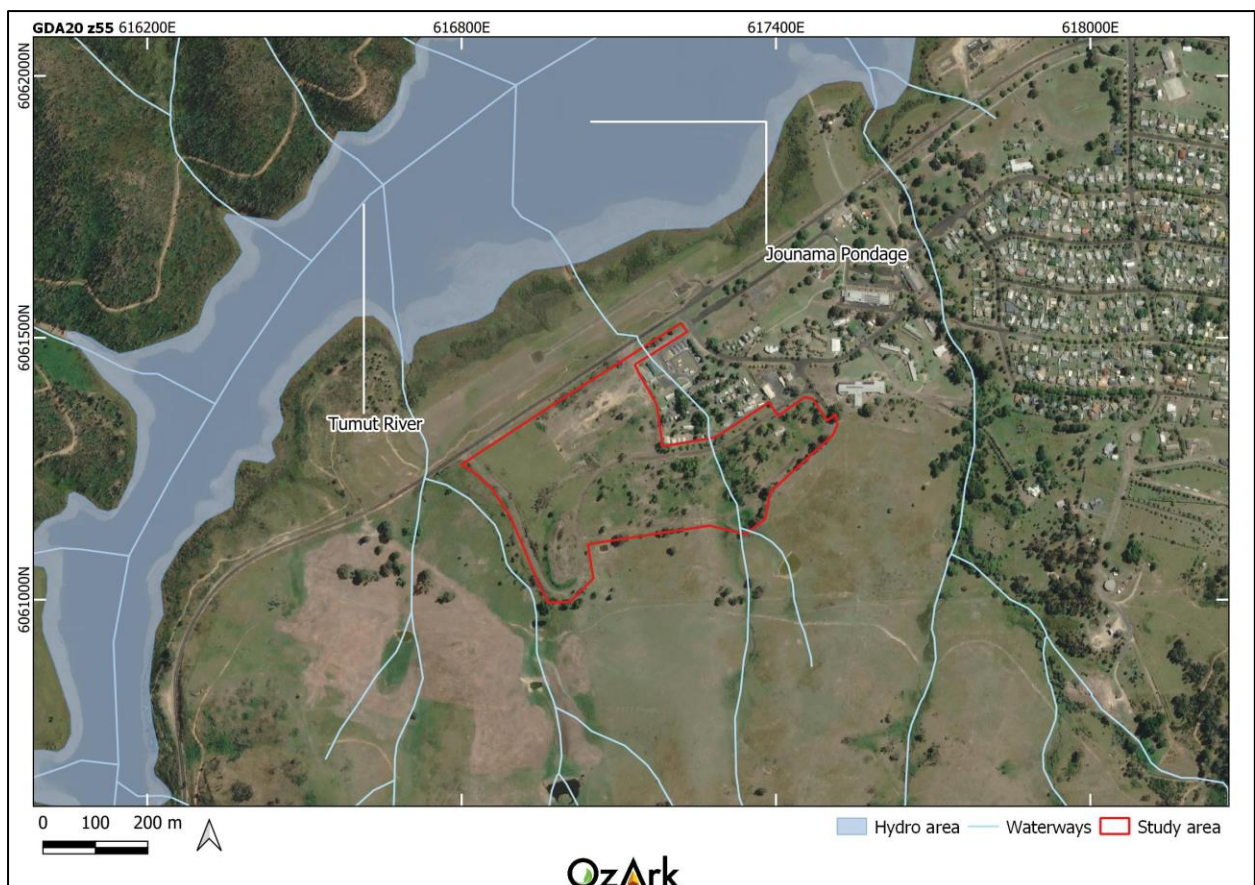 GDA20 z55 616200E 616800E 617400E 618000E
6062000N
Jounama Pondage
6061500N
Tumut River
6061000N
0 100 200 m
Hydro area Waterways Study area
OzArk